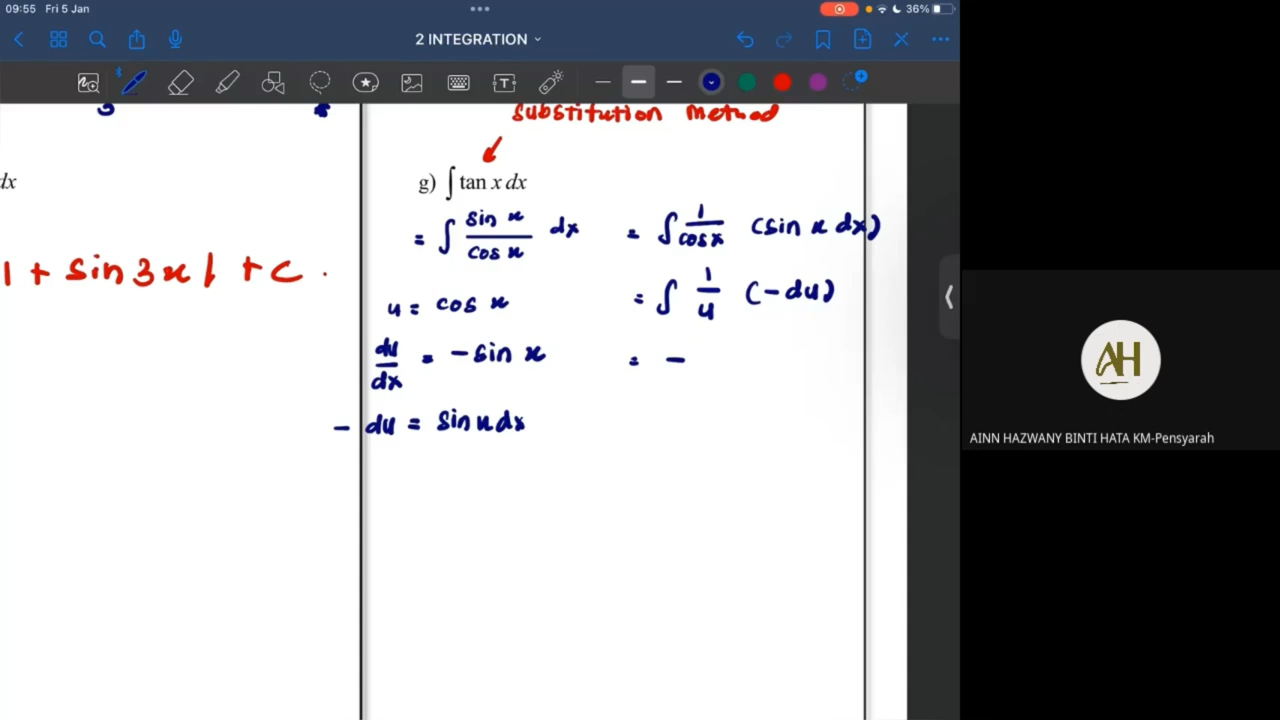 09:55 Fri 5 Jan
36%
2 INTEGRATION
substitution method
dx
g) ∫ tan x dx
= ∫ sin x / cos x dx
= ∫ 1 / cos x (sin x dx)
1 + sin 3x | + c .
u = cos x
= ∫ 1 / u (- du)
du / dx = - sin x
= -
- du = sin x dx
AH
AINN HAZWANY BINTI HATA KM-Pensyarah